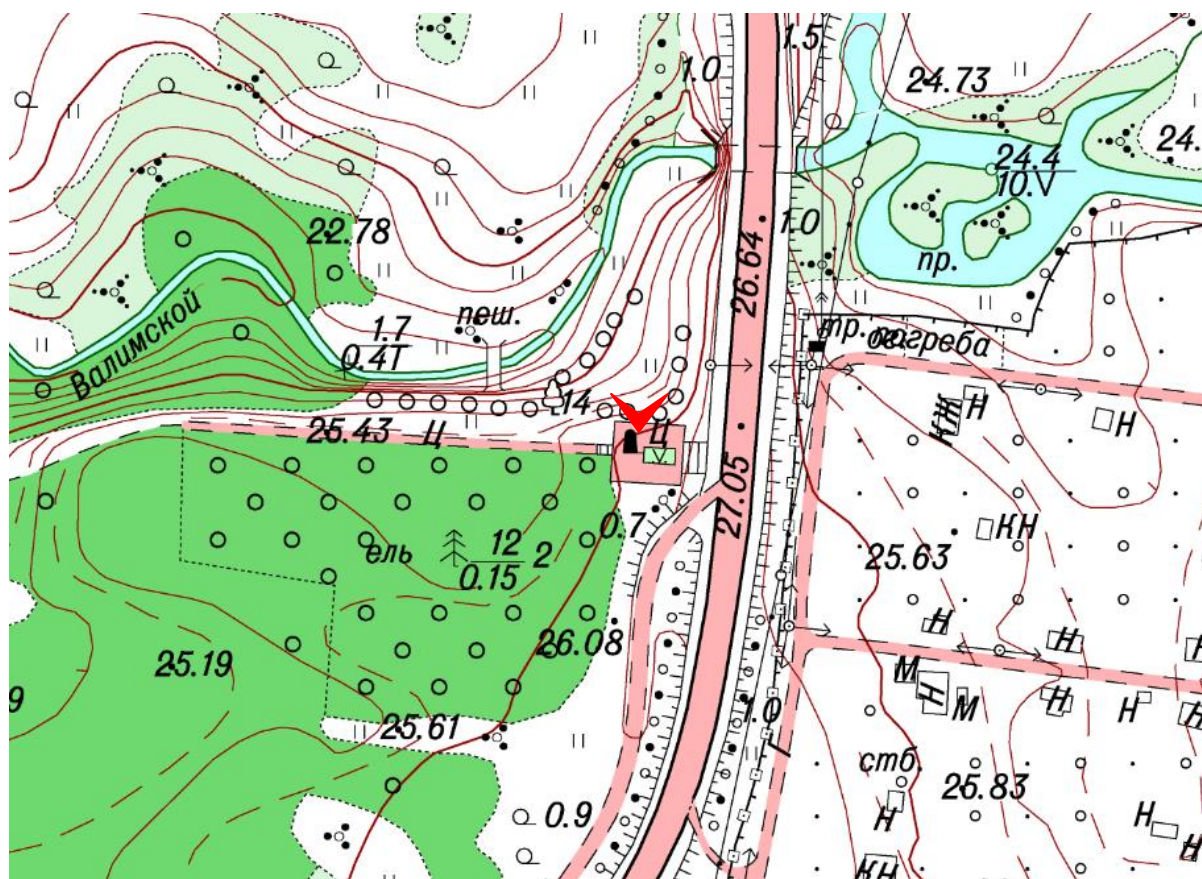 1.0
1.5
24.73
24.
24.4
10.V
1.0
22.78
26.64
пр.
Валимской
пеш.
1.7
0.4Т
тр.
погреба
14
КЖ
Н
Н
25.43
Ц
Ц
27.05
0.7
КН
ель
12
0.15
2
25.63
26.08
Н
Н
Н
25.19
9
М
Н
М
Н
Н
Н
25.61
1.0
Г
стб.
25.83
0.9
Н
Н
Н
КН